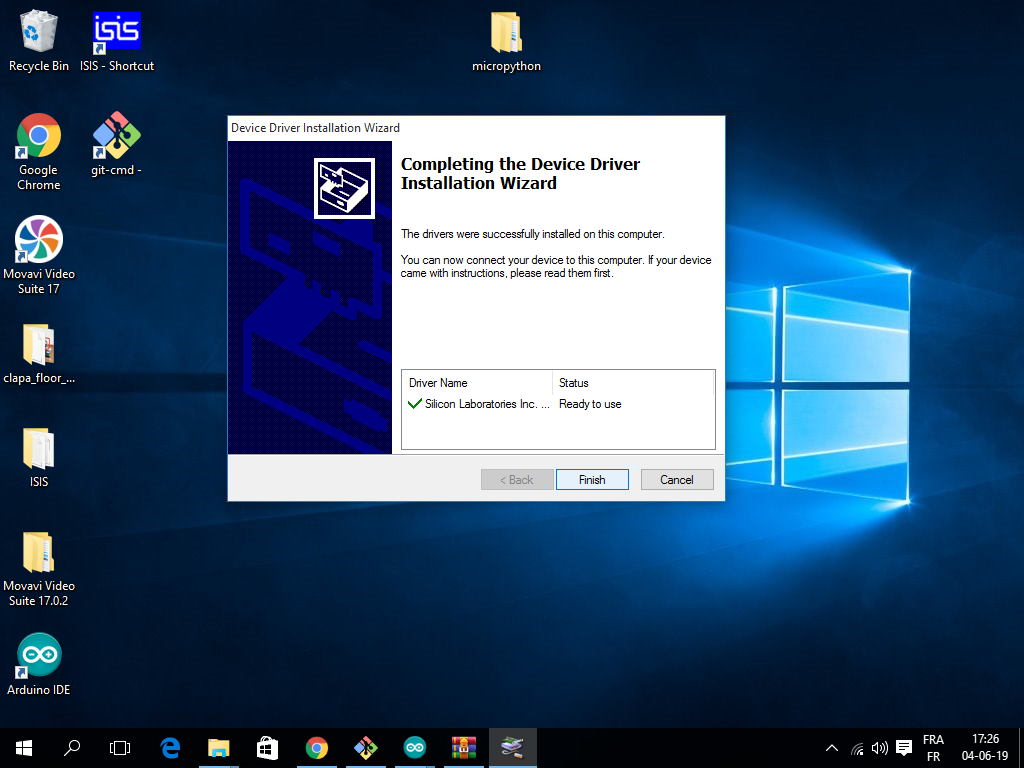 Recycle Bin
isis
ISIS - Shortcut
micropython
Google
Chrome
git-cmd -
Movavi Video
Suite 17
clapa_floor_...
ISIS
Movavi Video
Suite 17.0.2
Arduino IDE
Device Driver Installation Wizard
Completing the Device Driver
Installation Wizard
The drivers were successfully installed on this computer.
You can now connect your device to this computer. If your device
came with instructions, please read them first.
Driver Name Status
Silicon Laboratories Inc. ... Ready to use
< Back Finish Cancel
FRA 17:26
FR 04-06-19